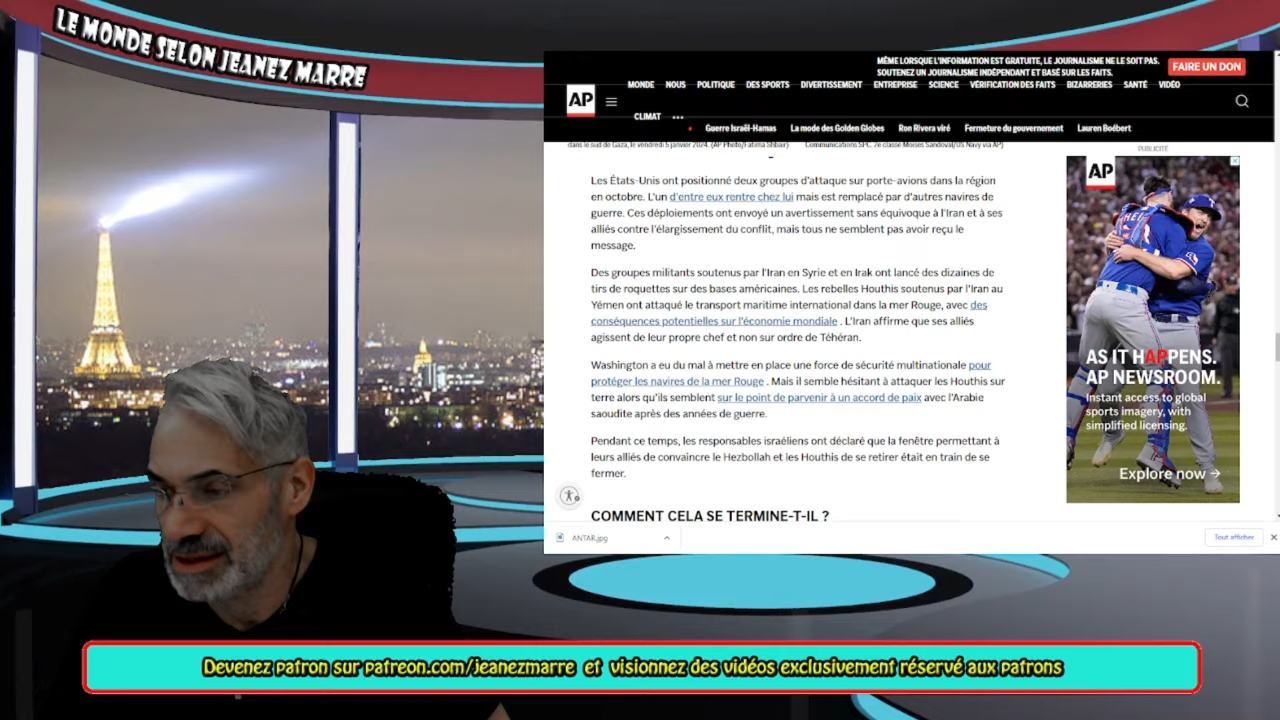 LE MONDE SELON JEANEZ MARRE
MÊME LORSQUE L'INFORMATION EST GRATUITE, LE JOURNALISME NE LE SOIT PAS.
SOUTENEZ UN JOURNALISME INDÉPENDANT ET BASÉ SUR LES FAITS.
FAIRE UN DON
AP
MONDE NOUS POLITIQUE DES SPORTS DIVERTISSEMENT ENTREPRISE SCIENCE VÉRIFICATION DES FAITS BIZARRERIES SANTÉ VIDÉO
CLIMAT
Guerre Israël-Hamas La mode des Golden Globes Ron Rivera viré Fermeture du gouvernement Lauren Boëbert
dans le sud de Gaza, le vendredi 5 janvier 2024. (AP Photo/Fatima Shbair)
Communications SPC. 2e classe Moises Sandoval/US Navy via AP)
PUBLICITÉ
Les États-Unis ont positionné deux groupes d'attaque sur porte-avions dans la région
en octobre. L'un d'entre eux rentre chez lui mais est remplacé par d'autres navires de
guerre. Ces déploiements ont envoyé un avertissement sans équivoque à l'Iran et à ses
alliés contre l'élargissement du conflit, mais tous ne semblent pas avoir reçu le
message.
Des groupes militants soutenus par l'Iran en Syrie et en Irak ont lancé des dizaines de
tirs de roquettes sur des bases américaines. Les rebelles Houthis soutenus par l'Iran au
Yémen ont attaqué le transport maritime international dans la mer Rouge, avec des
conséquences potentielles sur l'économie mondiale . L'Iran affirme que ses alliés
agissent de leur propre chef et non sur ordre de Téhéran.
Washington a eu du mal à mettre en place une force de sécurité multinationale pour
protéger les navires de la mer Rouge . Mais il semble hésitant à attaquer les Houthis sur
terre alors qu'ils semblent sur le point de parvenir à un accord de paix avec l'Arabie
saoudite après des années de guerre.
Pendant ce temps, les responsables israéliens ont déclaré que la fenêtre permettant à
leurs alliés de convaincre le Hezbollah et les Houthis de se retirer était en train de se
fermer.
COMMENT CELA SE TERMINE-T-IL ?
AP
AS IT HAPPENS.
AP NEWSROOM.
Instant access to global
sports imagery, with
simplified licensing.
Explore now →
ANTAR.jpg
Tout afficher
Devenez patron sur patreon.com/jeanezmarre et visionnez des vidéos exclusivement réservé aux patrons